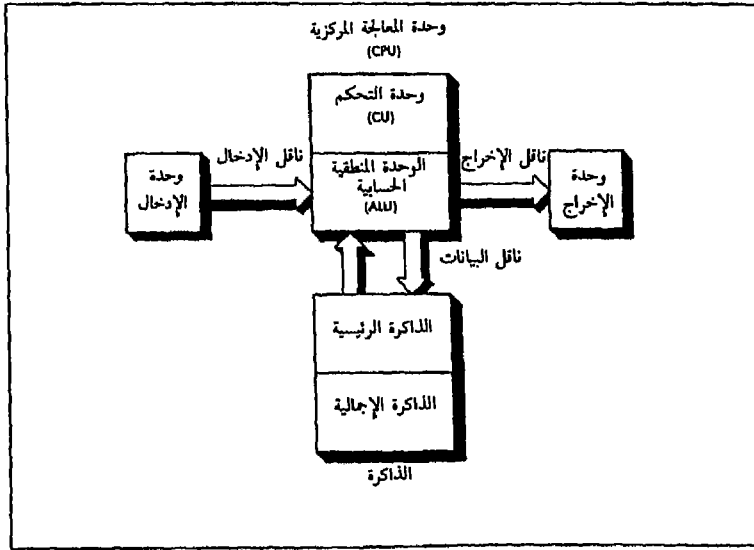 وحدة المعالجة المركزية
(CPU)
وحدة التحكم
(CU)
ناقل الإدخال
الوحدة المنطقية
الحسابية
(ALU)
ناقل الإخراج
وحدة
الإدخال
وحدة
الإخراج
ناقل البيانات
الذاكرة الرئيسية
الذاكرة الإجمالية
الذاكرة